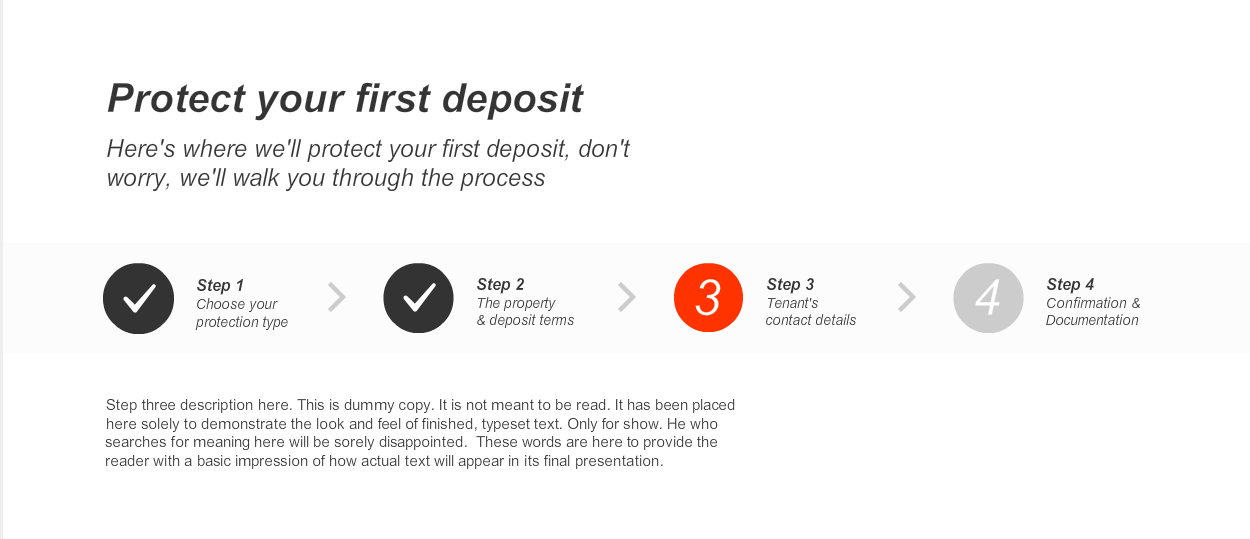 Protect your first deposit
Here's where we'll protect your first deposit, don't
worry, we'll walk you through the process
Step 1
Choose your
protection type
Step 2
The property
& deposit terms
3
Step 3
Tenant's
contact details
4
Step 4
Confirmation &
Documentation
Step three description here. This is dummy copy. It is not meant to be read. It has been placed
here solely to demonstrate the look and feel of finished, typeset text. Only for show. He who
searches for meaning here will be sorely disappointed.  These words are here to provide the
reader with a basic impression of how actual text will appear in its final presentation.